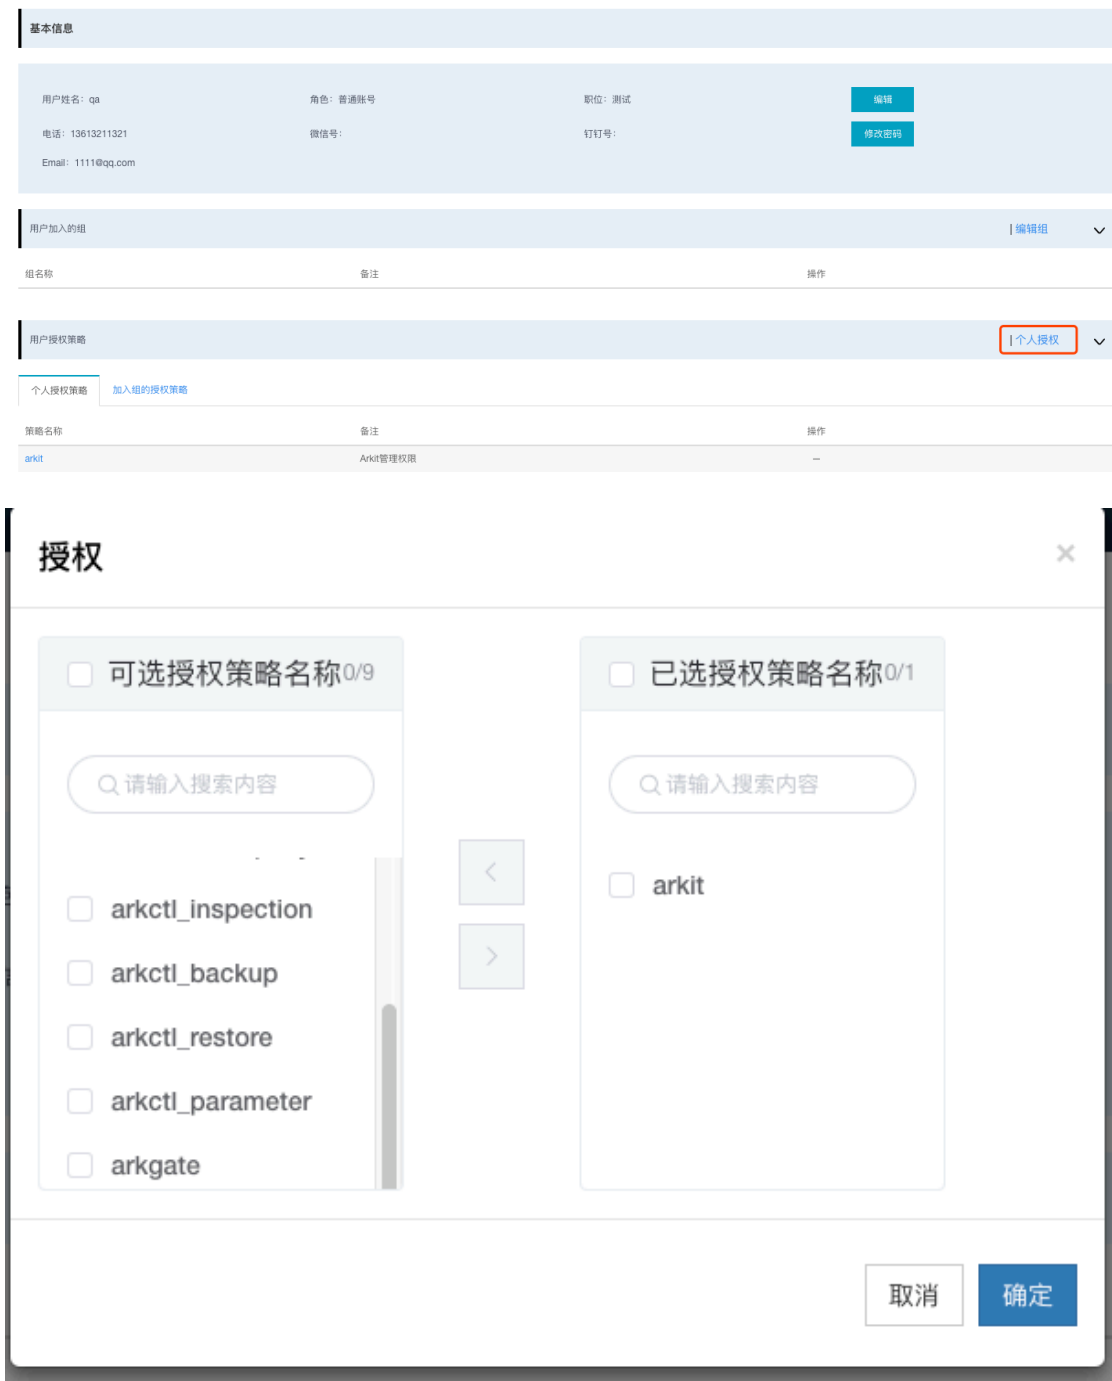 基本信息
用户姓名：qa 角色：普通账号 职位：测试 编辑
电话：13613211321 微信号： 钉钉号： 修改密码
Email：1111@qq.com
用户加入的组 | 编辑组
组名称 备注 操作
用户授权策略 | 个人授权
个人授权策略 加入组的授权策略
策略名称 备注 操作
arkit Arkit管理权限 –
授权 ×
可选授权策略名称 0/9 已选授权策略名称 0/1
请输入搜索内容 请输入搜索内容
arkit
arkctl_inspection
arkctl_backup
arkctl_restore
arkctl_parameter
arkgate
取消 确定